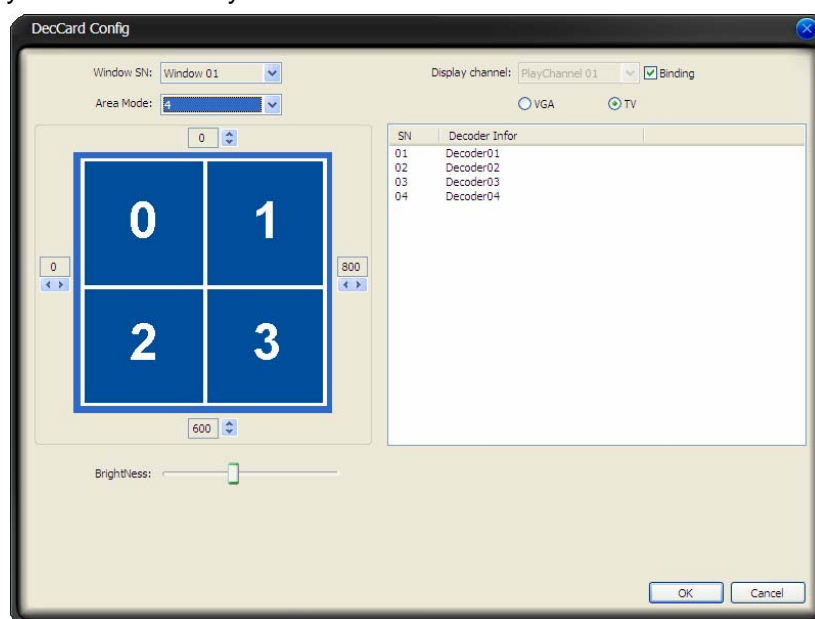 DecCard Config
Window SN: Window 01
Display channel: PlayChannel 01 Binding
Area Mode: 4
VGA TV
0
SN Decoder Infor
01 Decoder01
02 Decoder02
03 Decoder03
04 Decoder04
0 1
0 800
2 3
600
BrightNess:
OK Cancel